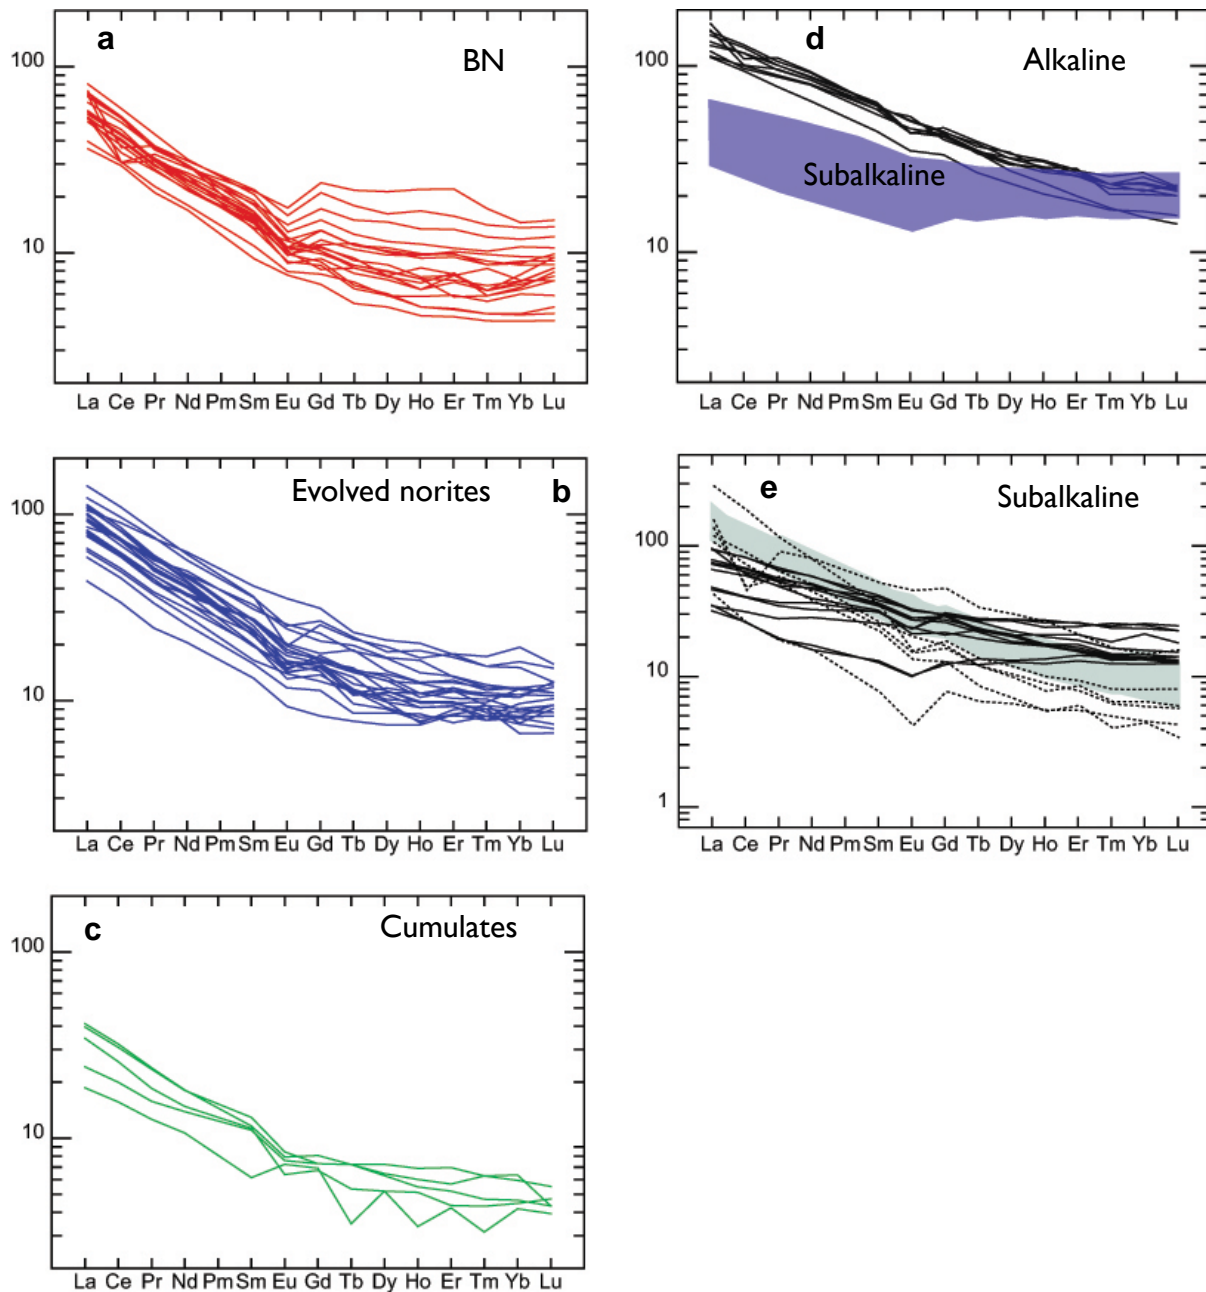 a
BN
100
10
La Ce Pr Nd Pm Sm Eu Gd Tb Dy Ho Er Tm Yb Lu
d
Alkaline
100
Subalkaline
10
La Ce Pr Nd Pm Sm Eu Gd Tb Dy Ho Er Tm Yb Lu
Evolved norites b
100
10
La Ce Pr Nd Pm Sm Eu Gd Tb Dy Ho Er Tm Yb Lu
e
Subalkaline
100
10
1
La Ce Pr Nd Pm Sm Eu Gd Tb Dy Ho Er Tm Yb Lu
c
Cumulates
100
10
La Ce Pr Nd Pm Sm Eu Gd Tb Dy Ho Er Tm Yb Lu